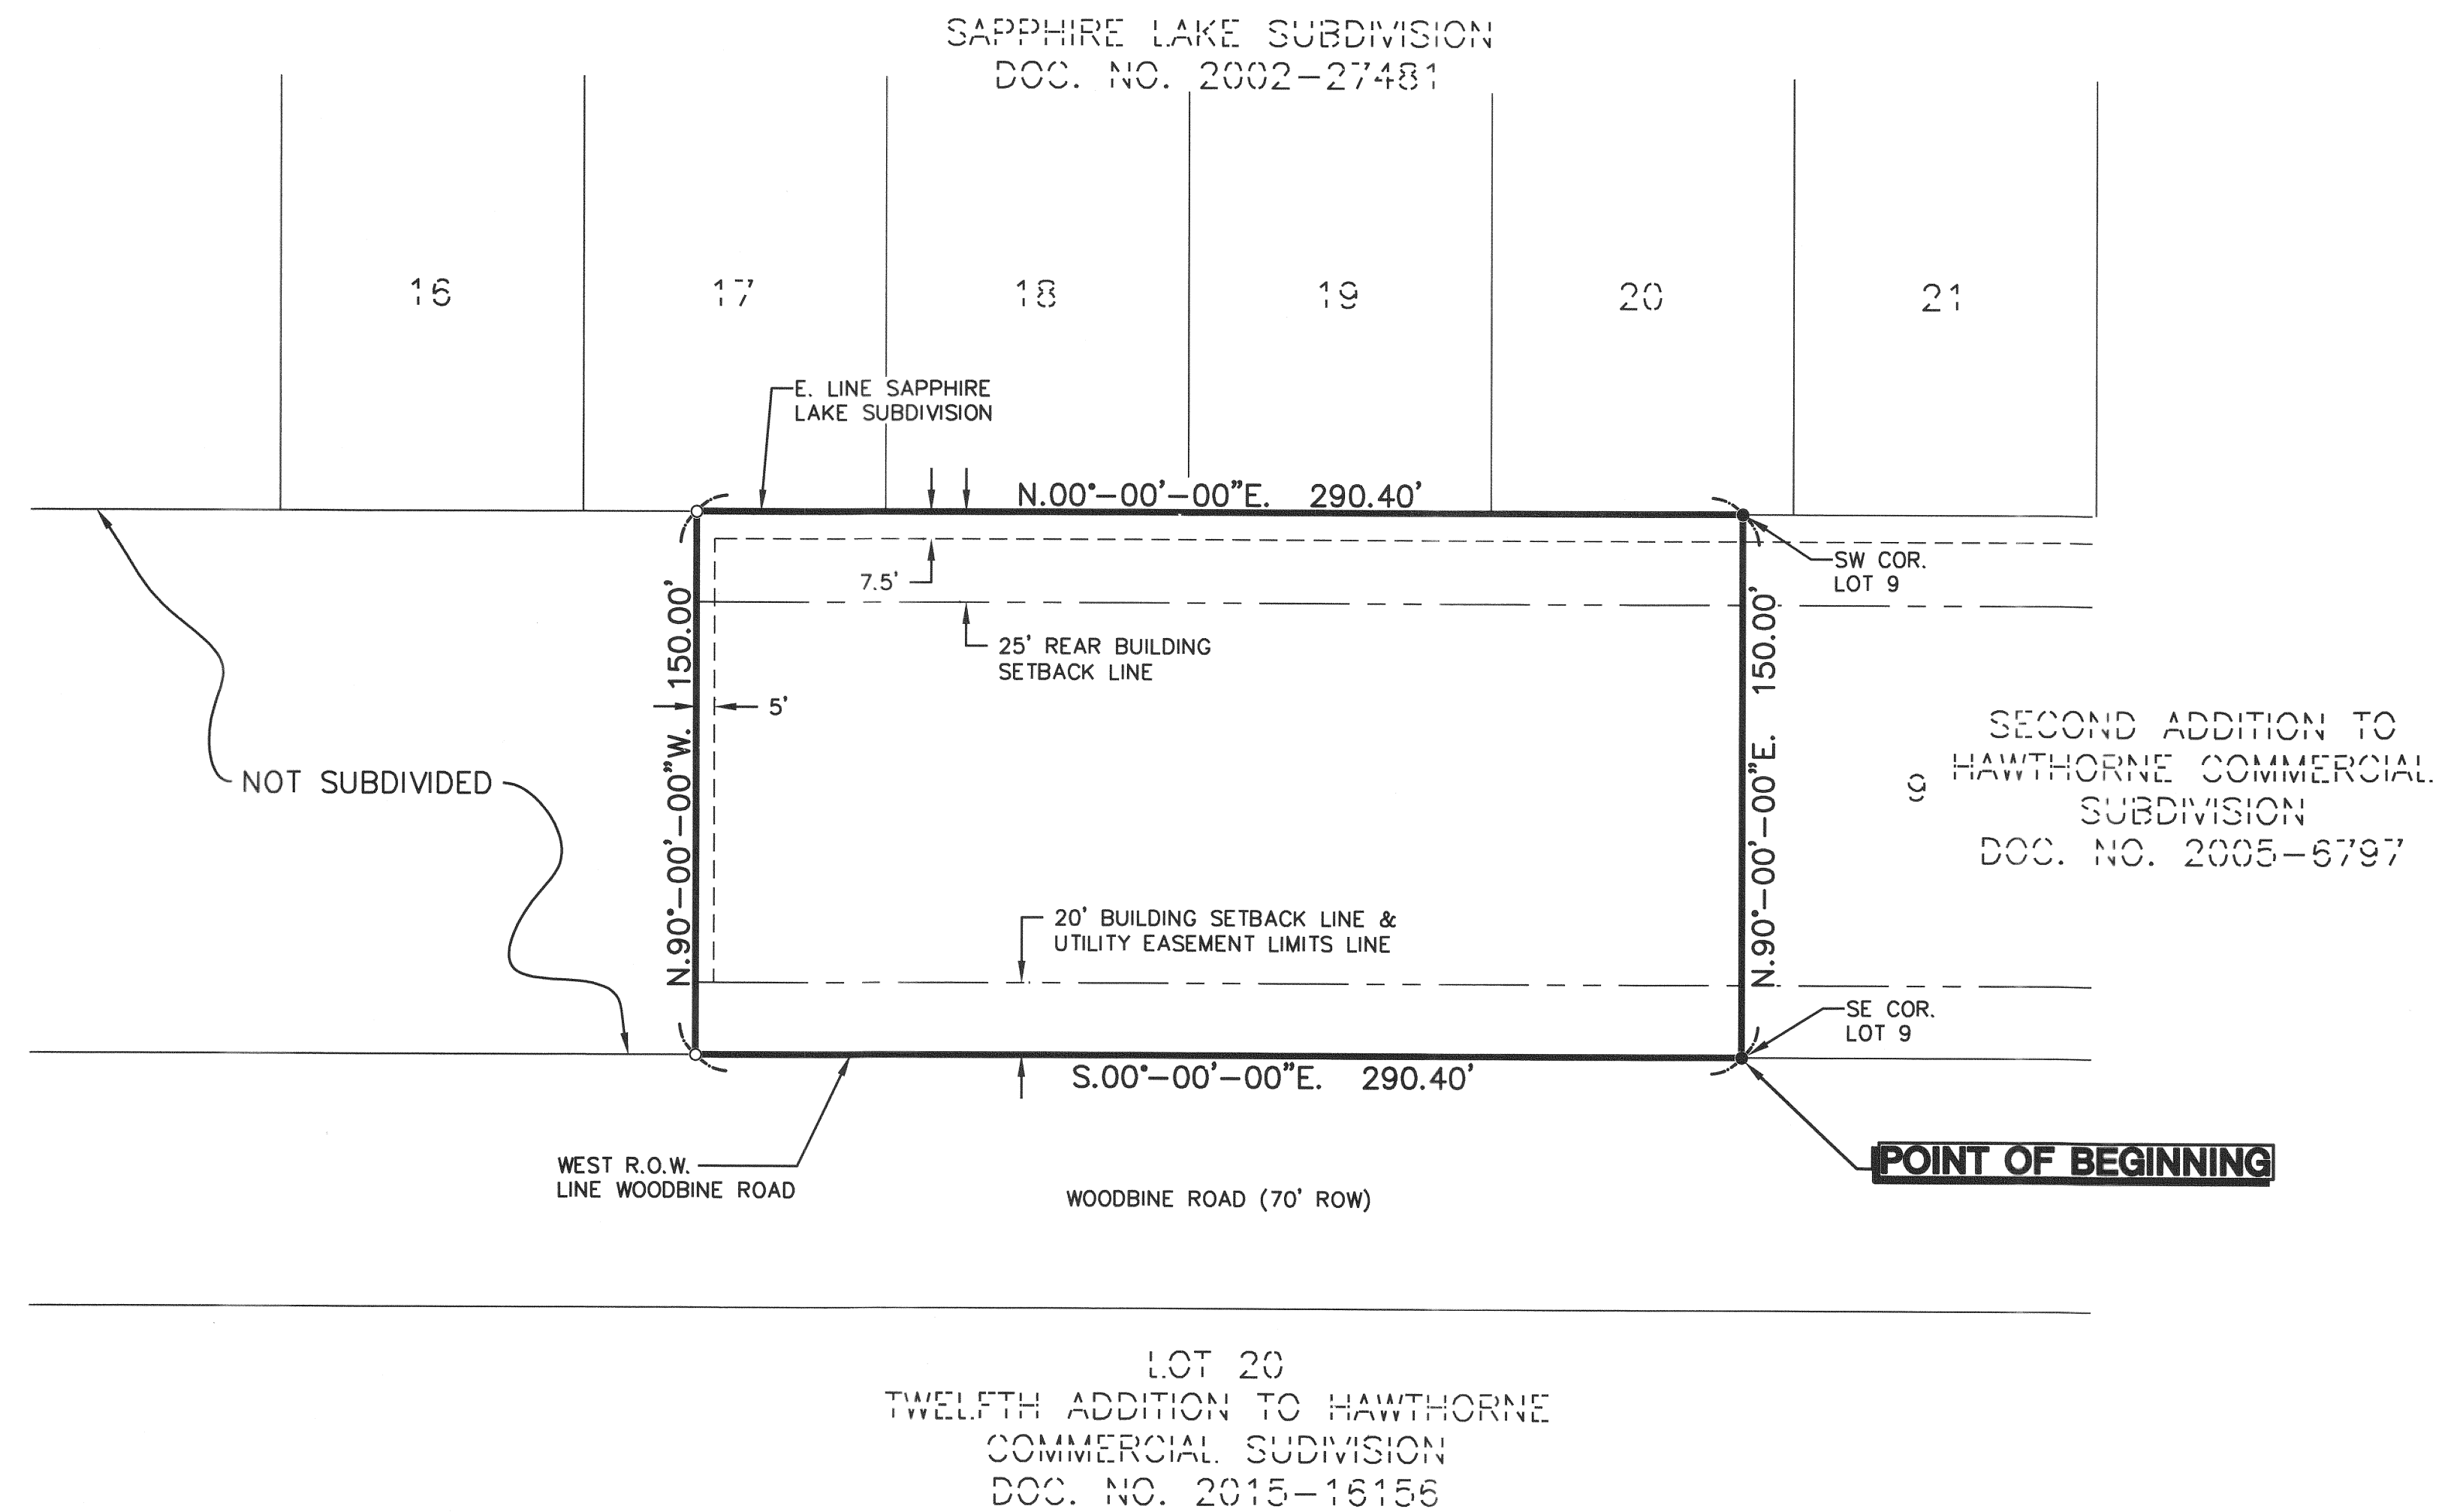 SAPPHIRE LAKE SUBDIVISION
DOC. NO. 2002-27481
16
17
18
19
20
21
E. LINE SAPPHIRE
LAKE SUBDIVISION
N.00°-00'-00"E. 290.40'
SW COR.
LOT 9
7.5'
25' REAR BUILDING
SETBACK LINE
N.90°-00'-00"W. 150.00'
5'
N.90°-00'-00"E. 150.00'
NOT SUBDIVIDED
9
SECOND ADDITION TO
HAWTHORNE COMMERCIAL
SUBDIVISION
DOC. NO. 2005-6797
20' BUILDING SETBACK LINE &
UTILITY EASEMENT LIMITS LINE
SE COR.
LOT 9
S.00°-00'-00"E. 290.40'
POINT OF BEGINNING
WEST R.O.W.
LINE WOODBINE ROAD
WOODBINE ROAD (70' ROW)
LOT 20
TWELFTH ADDITION TO HAWTHORNE
COMMERCIAL SUDIVISION
DOC. NO. 2015-16156